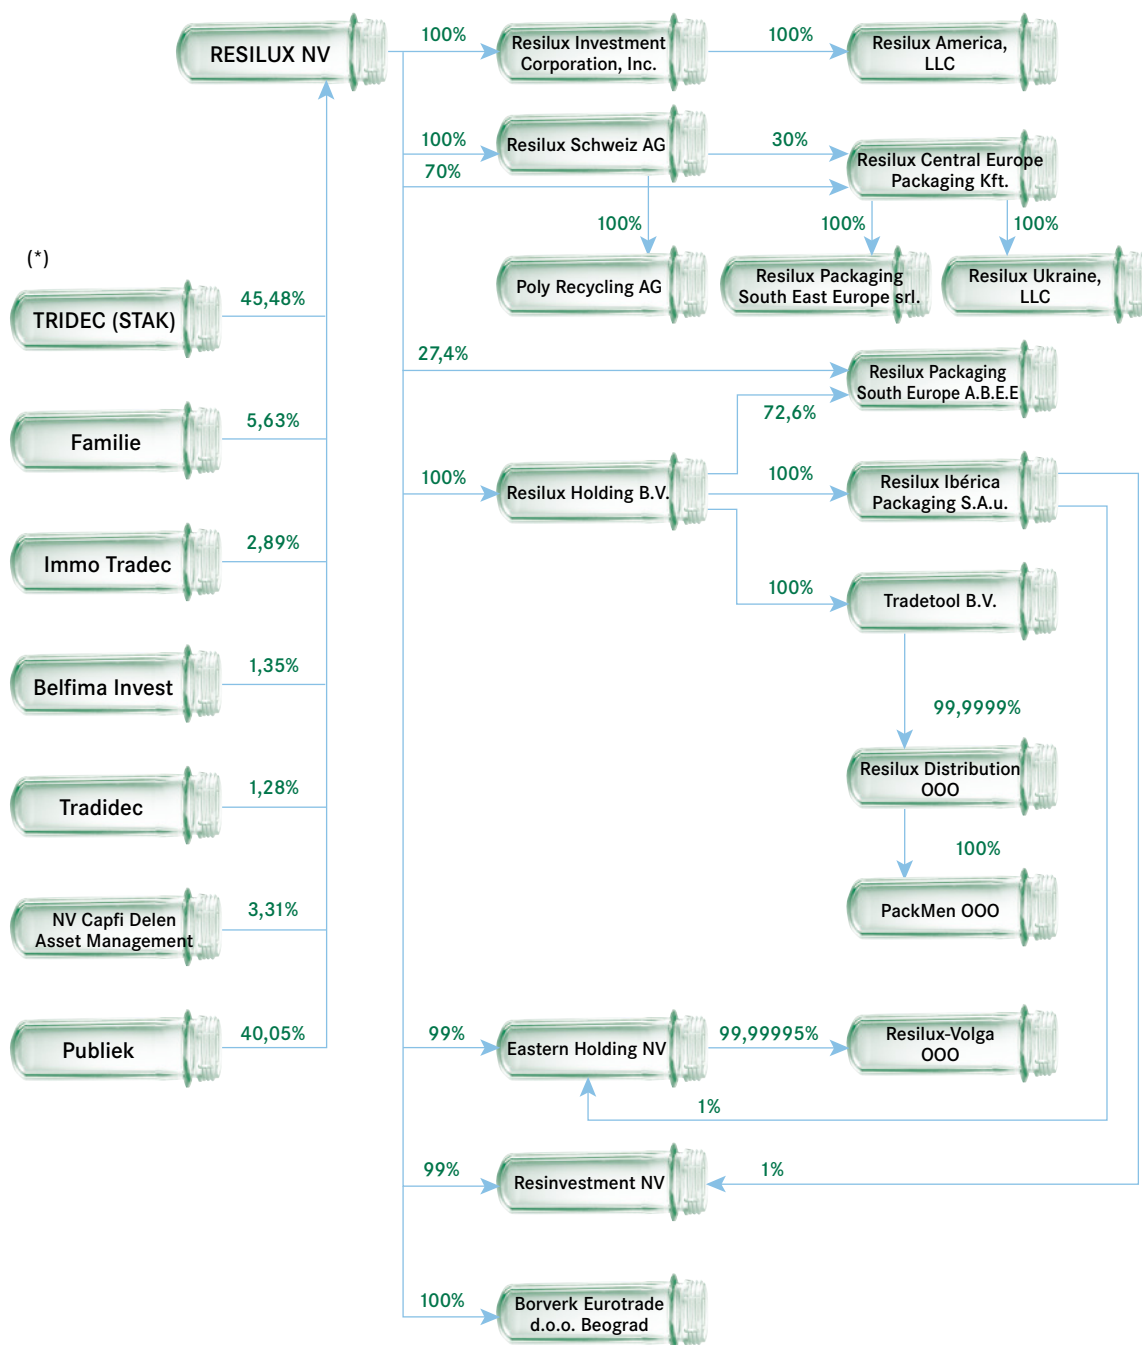 RESILUX NV
100%
Resilux Investment
Corporation, Inc.
100%
Resilux America,
LLC
100%
Resilux Schweiz AG
30%
Resilux Central Europe
Packaging Kft.
70%
100%
Poly Recycling AG
100%
Resilux Packaging
South East Europe srl.
100%
Resilux Ukraine,
LLC
(*)
TRIDEC (STAK)
45,48%
Familie
5,63%
Immo Tradec
2,89%
Belfima Invest
1,35%
Tradidec
1,28%
NV Capfi Delen
Asset Management
3,31%
Publiek
40,05%
27,4%
Resilux Packaging
South Europe A.B.E.E
72,6%
100%
Resilux Holding B.V.
100%
Resilux Ibérica
Packaging S.A.u.
100%
Tradetool B.V.
99,9999%
Resilux Distribution
OOO
100%
PackMen OOO
99%
Eastern Holding NV
99,99995%
Resilux-Volga
OOO
1%
99%
Resinvestment NV
1%
100%
Borverk Eurotrade
d.o.o. Beograd